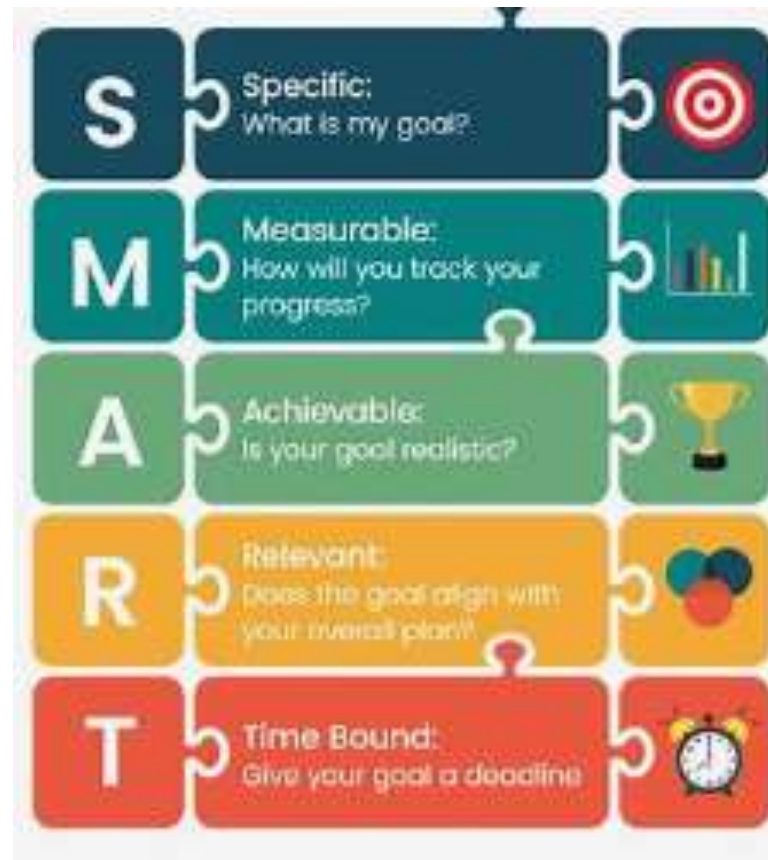 S
Specific:
What is my goal?
M
Measurable:
How will you track your
progress?
A
Achievable:
Is your goal realistic?
R
Relevant:
Does the goal align with
your overall plan?
T
Time Bound:
Give your goal a deadline